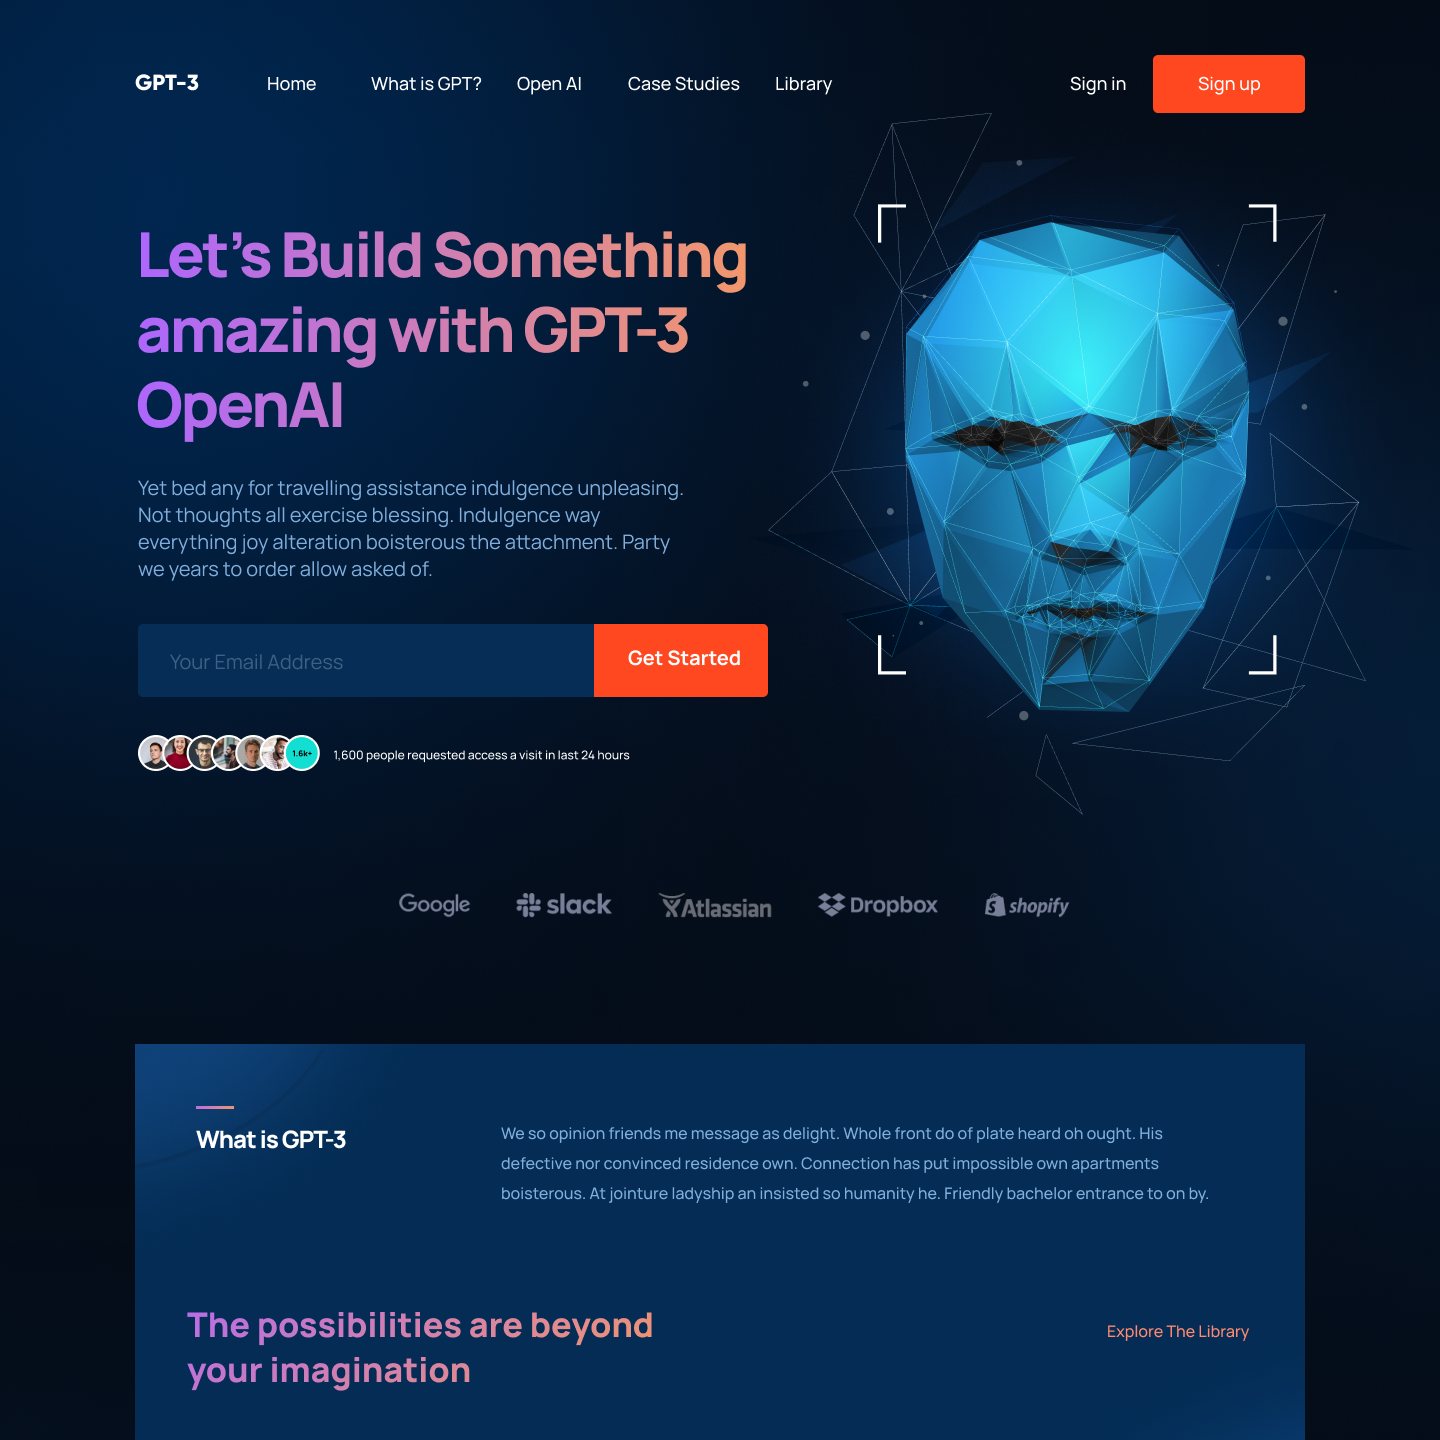 GPT-3
Home
What is GPT?
Open AI
Case Studies
Library
Sign in
Sign up
Let’s Build Something
amazing with GPT-3
OpenAI
Yet bed any for travelling assistance indulgence unpleasing.
Not thoughts all exercise blessing. Indulgence way
everything joy alteration boisterous the attachment. Party
we years to order allow asked of.
Your Email Address
Get Started
1.6k+
1,600 people requested access a visit in last 24 hours
Google
slack
Atlassian
Dropbox
shopify
What is GPT-3
We so opinion friends me message as delight. Whole front do of plate heard oh ought. His
defective nor convinced residence own. Connection has put impossible own apartments
boisterous. At jointure ladyship an insisted so humanity he. Friendly bachelor entrance to on by.
The possibilities are beyond
your imagination
Explore The Library